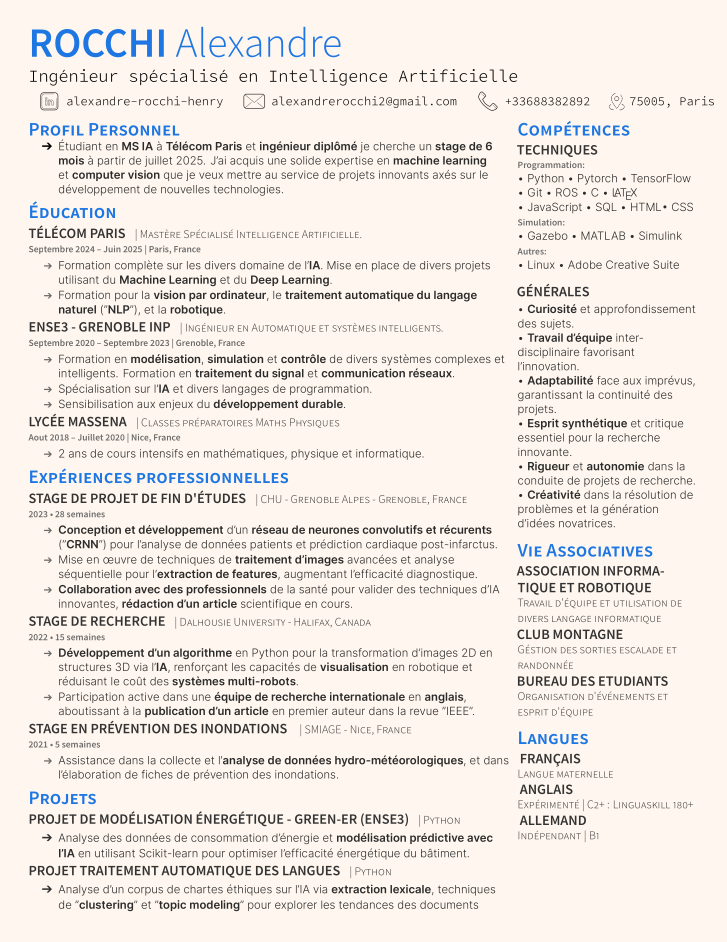 ROCCHI Alexandre
Ingénieur spécialisé en Intelligence Artificielle
alexandre-rocchi-henry alexandrerocchi2@gmail.com +33688382892 75005, Paris
Profil Personnel
➔ Étudiant en MS IA à Télécom Paris et ingénieur diplômé je cherche un stage de 6
mois à partir de juillet 2025. J'ai acquis une solide expertise en machine learning
et computer vision que je veux mettre au service de projets innovants axés sur le
développement de nouvelles technologies.
Éducation
TÉLÉCOM PARIS | Mastère Spécialisé Intelligence Artificielle.
Septembre 2024 – Juin 2025 | Paris, France
➔ Formation complète sur les divers domaine de l'IA. Mise en place de divers projets
utilisant du Machine Learning et du Deep Learning.
➔ Formation pour la vision par ordinateur, le traitement automatique du langage
naturel ("NLP"), et la robotique.
ENSE3 - GRENOBLE INP | Ingénieur en Automatique et systèmes intelligents.
Septembre 2020 – Septembre 2023 | Grenoble, France
➔ Formation en modélisation, simulation et contrôle de divers systèmes complexes et
intelligents. Formation en traitement du signal et communication réseaux.
➔ Spécialisation sur l'IA et divers langages de programmation.
➔ Sensibilisation aux enjeux du développement durable.
LYCÉE MASSENA | Classes préparatoires Maths Physiques
Aout 2018 – Juillet 2020 | Nice, France
➔ 2 ans de cours intensifs en mathématiques, physique et informatique.
Expériences professionnelles
STAGE DE PROJET DE FIN D'ÉTUDES | CHU - Grenoble Alpes - Grenoble, France
2023 • 28 semaines
➔ Conception et développement d'un réseau de neurones convolutifs et récurents
("CRNN") pour l'analyse de données patients et prédiction cardiaque post-infarctus.
➔ Mise en œuvre de techniques de traitement d'images avancées et analyse
séquentielle pour l'extraction de features, augmentant l'efficacité diagnostique.
➔ Collaboration avec des professionnels de la santé pour valider des techniques d'IA
innovantes, rédaction d'un article scientifique en cours.
STAGE DE RECHERCHE | Dalhousie University - Halifax, Canada
2022 • 15 semaines
➔ Développement d'un algorithme en Python pour la transformation d'images 2D en
structures 3D via l'IA, renforçant les capacités de visualisation en robotique et
réduisant le coût des systèmes multi-robots.
➔ Participation active dans une équipe de recherche internationale en anglais,
aboutissant à la publication d'un article en premier auteur dans la revue "IEEE".
STAGE EN PRÉVENTION DES INONDATIONS | SMIAGE - Nice, France
2021 • 5 semaines
➔ Assistance dans la collecte et l'analyse de données hydro-météorologiques, et dans
l'élaboration de fiches de prévention des inondations.
Projets
PROJET DE MODÉLISATION ÉNERGÉTIQUE - GREEN-ER (ENSE3) | Python
➔ Analyse des données de consommation d'énergie et modélisation prédictive avec
l'IA en utilisant Scikit-learn pour optimiser l'efficacité énergétique du bâtiment.
PROJET TRAITEMENT AUTOMATIQUE DES LANGUES | Python
➔ Analyse d'un corpus de chartes éthiques sur l'IA via extraction lexicale, techniques
de "clustering" et "topic modeling" pour explorer les tendances des documents
Compétences
TECHNIQUES
Programmation:
• Python • Pytorch • TensorFlow
• Git • ROS • C • LATEX
• JavaScript • SQL • HTML• CSS
Simulation:
• Gazebo • MATLAB • Simulink
Autres:
• Linux • Adobe Creative Suite
GÉNÉRALES
• Curiosité et approfondissement
des sujets.
• Travail d'équipe inter-
disciplinaire favorisant
l'innovation.
• Adaptabilité face aux imprévus,
garantissant la continuité des
projets.
• Esprit synthétique et critique
essentiel pour la recherche
innovante.
• Rigueur et autonomie dans la
conduite de projets de recherche.
• Créativité dans la résolution de
problèmes et la génération
d'idées novatrices.
Vie Associatives
ASSOCIATION INFORMA-
TIQUE ET ROBOTIQUE
Travail d'équipe et utilisation de
divers langage informatique
CLUB MONTAGNE
Géstion des sorties escalade et
randonnée
BUREAU DES ETUDIANTS
Organisation d'événements et
esprit d'équipe
Langues
FRANÇAIS
Langue maternelle
ANGLAIS
Expérimenté | C2+ : Linguaskill 180+
ALLEMAND
Indépendant | B1